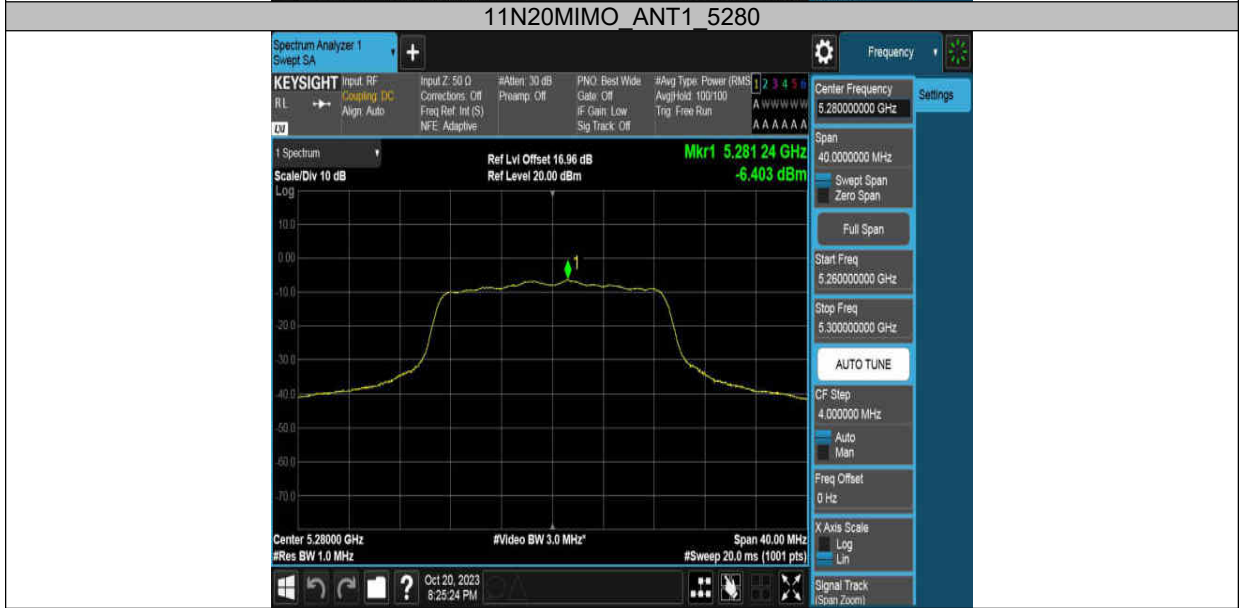 11N20MIMO_ANT1_5280
Spectrum Analyzer 1
Swept SA
Frequency
KEYSIGHT
RL
LXI
Input: RF
Coupling: DC
Align: Auto
Input Z: 50 Ω
Corrections: Off
Freq Ref: Int (S)
NFE: Adaptive
#Atten: 30 dB
Preamp: Off
PNO: Best Wide
Gate: Off
IF Gain: Low
Sig Track: Off
#Avg Type: Power (RMS
Avg|Hold: 100/100
Trig: Free Run
1 2 3 4 5 6
A W W W W W
A A A A A A
1 Spectrum
Scale/Div 10 dB
Ref Lvl Offset 16.96 dB
Ref Level 20.00 dBm
Mkr1 5.281 24 GHz
-6.403 dBm
Log
10.0
0.00
-10.0
-20.0
-30.0
-40.0
-50.0
-60.0
-70.0
1
Center 5.28000 GHz
#Res BW 1.0 MHz
#Video BW 3.0 MHz*
Span 40.00 MHz
#Sweep 20.0 ms (1001 pts)
Oct 20, 2023
8:25:24 PM
Center Frequency
5.280000000 GHz
Settings
Span
40.0000000 MHz
Swept Span
Zero Span
Full Span
Start Freq
5.260000000 GHz
Stop Freq
5.300000000 GHz
AUTO TUNE
CF Step
4.000000 MHz
Auto
Man
Freq Offset
0 Hz
X Axis Scale
Log
Lin
Signal Track
(Span Zoom)